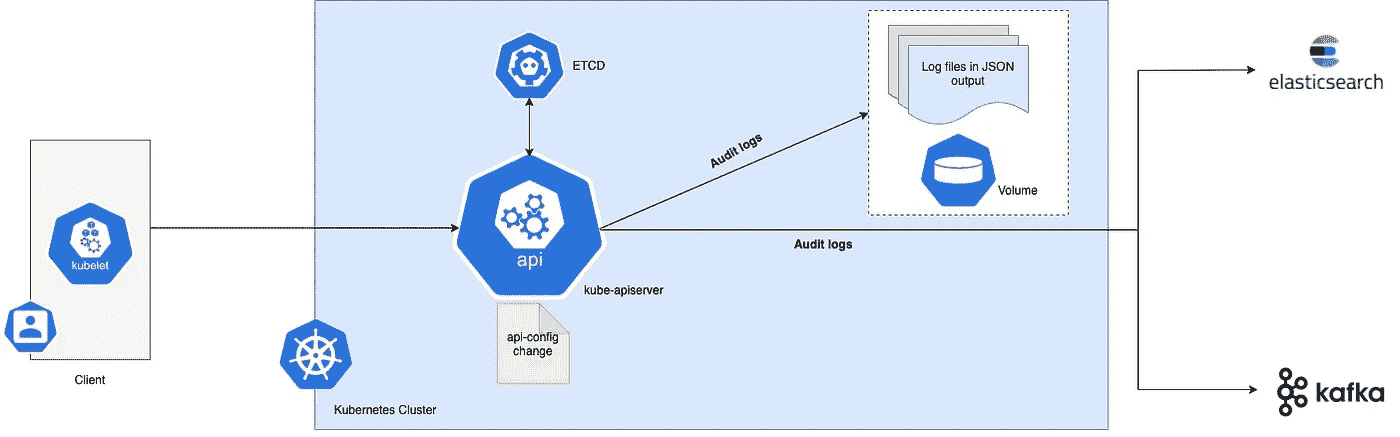 ETCD
Log files in JSON
output
elasticsearch
Audit logs
Volume
kubelet
api
Audit logs
kube-apiserver
api-config
change
Client
Kubernetes Cluster
kafka